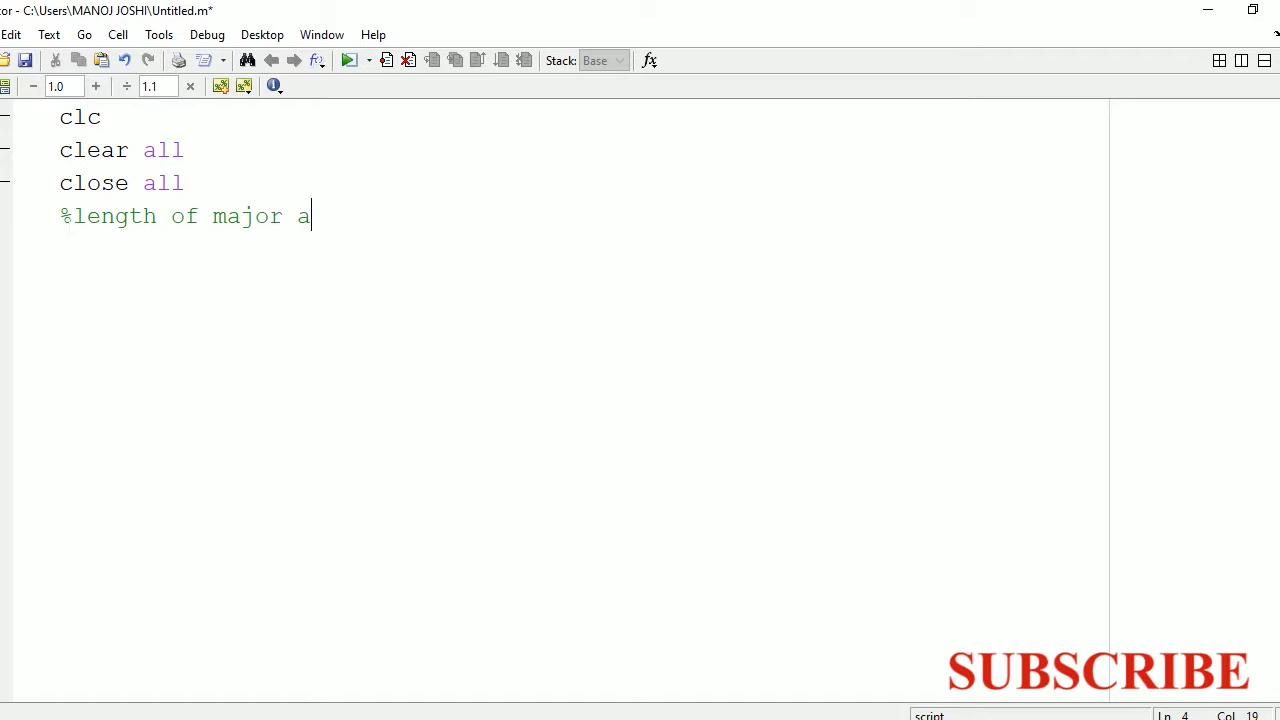 or - C:\Users\MANOJ JOSHI\Untitled.m*
Edit Text Go Cell Tools Debug Desktop Window Help
Stack: Base fx
− 1.0 + ÷ 1.1 ×
clc
clear all
close all
%length of major a
SUBSCRIBE
script Ln 4 Col 19